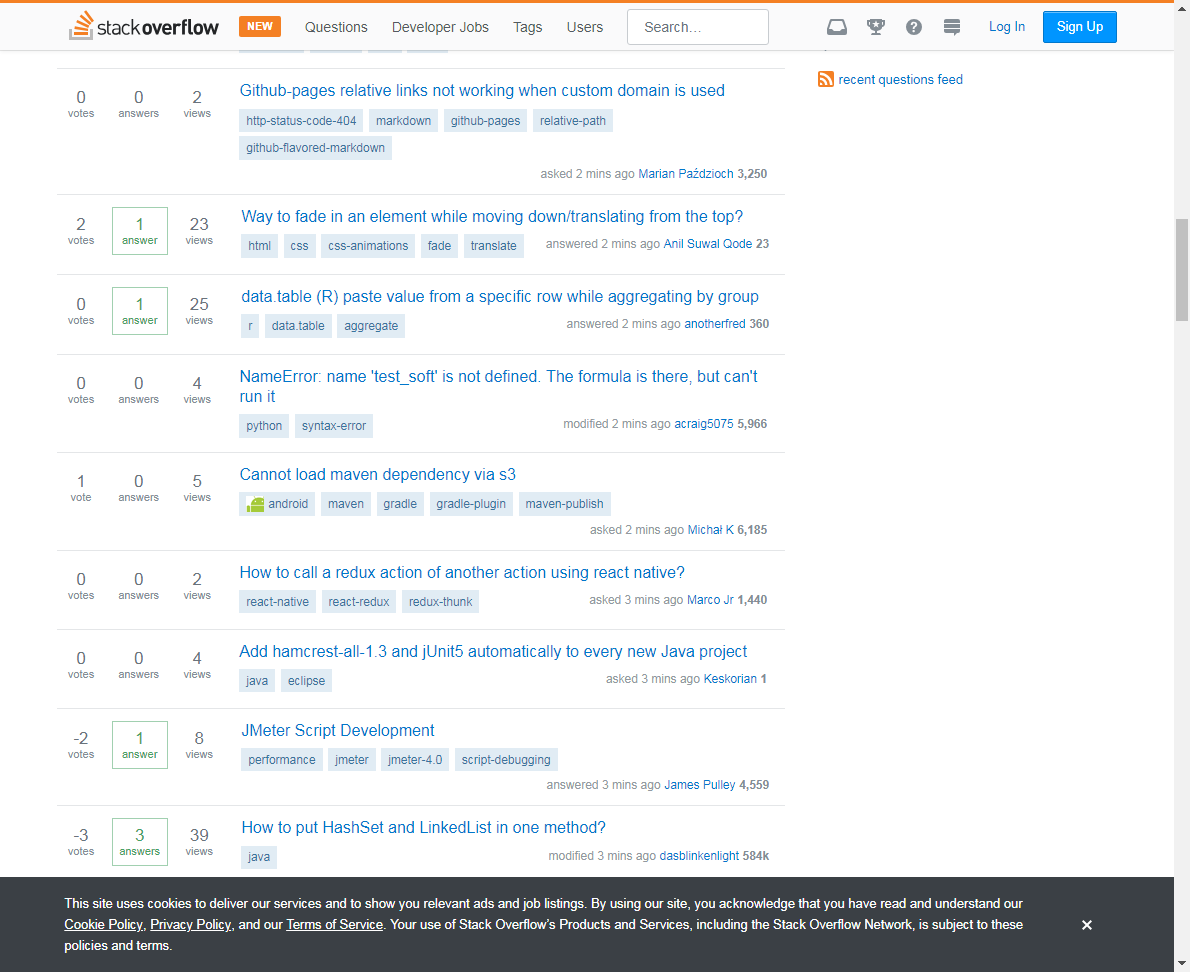 stackoverflow NEW Questions Developer Jobs Tags Users Search... Log In Sign Up
recent questions feed
0 votes 0 answers 2 views
Github-pages relative links not working when custom domain is used
http-status-code-404 markdown github-pages relative-path
github-flavored-markdown
asked 2 mins ago Marian Paździoch 3,250
2 votes 1 answer 23 views
Way to fade in an element while moving down/translating from the top?
html css css-animations fade translate
answered 2 mins ago Anil Suwal Qode 23
0 votes 1 answer 25 views
data.table (R) paste value from a specific row while aggregating by group
r data.table aggregate
answered 2 mins ago anotherfred 360
0 votes 0 answers 4 views
NameError: name 'test_soft' is not defined. The formula is there, but can't
run it
python syntax-error
modified 2 mins ago acraig5075 5,966
1 vote 0 answers 5 views
Cannot load maven dependency via s3
android maven gradle gradle-plugin maven-publish
asked 2 mins ago Michał K 6,185
0 votes 0 answers 2 views
How to call a redux action of another action using react native?
react-native react-redux redux-thunk
asked 3 mins ago Marco Jr 1,440
0 votes 0 answers 4 views
Add hamcrest-all-1.3 and jUnit5 automatically to every new Java project
java eclipse
asked 3 mins ago Keskorian 1
-2 votes 1 answer 8 views
JMeter Script Development
performance jmeter jmeter-4.0 script-debugging
answered 3 mins ago James Pulley 4,559
-3 votes 3 answers 39 views
How to put HashSet and LinkedList in one method?
java
modified 3 mins ago dasblinkenlight 584k
This site uses cookies to deliver our services and to show you relevant ads and job listings. By using our site, you acknowledge that you have read and understand our
Cookie Policy, Privacy Policy, and our Terms of Service. Your use of Stack Overflow's Products and Services, including the Stack Overflow Network, is subject to these
policies and terms.